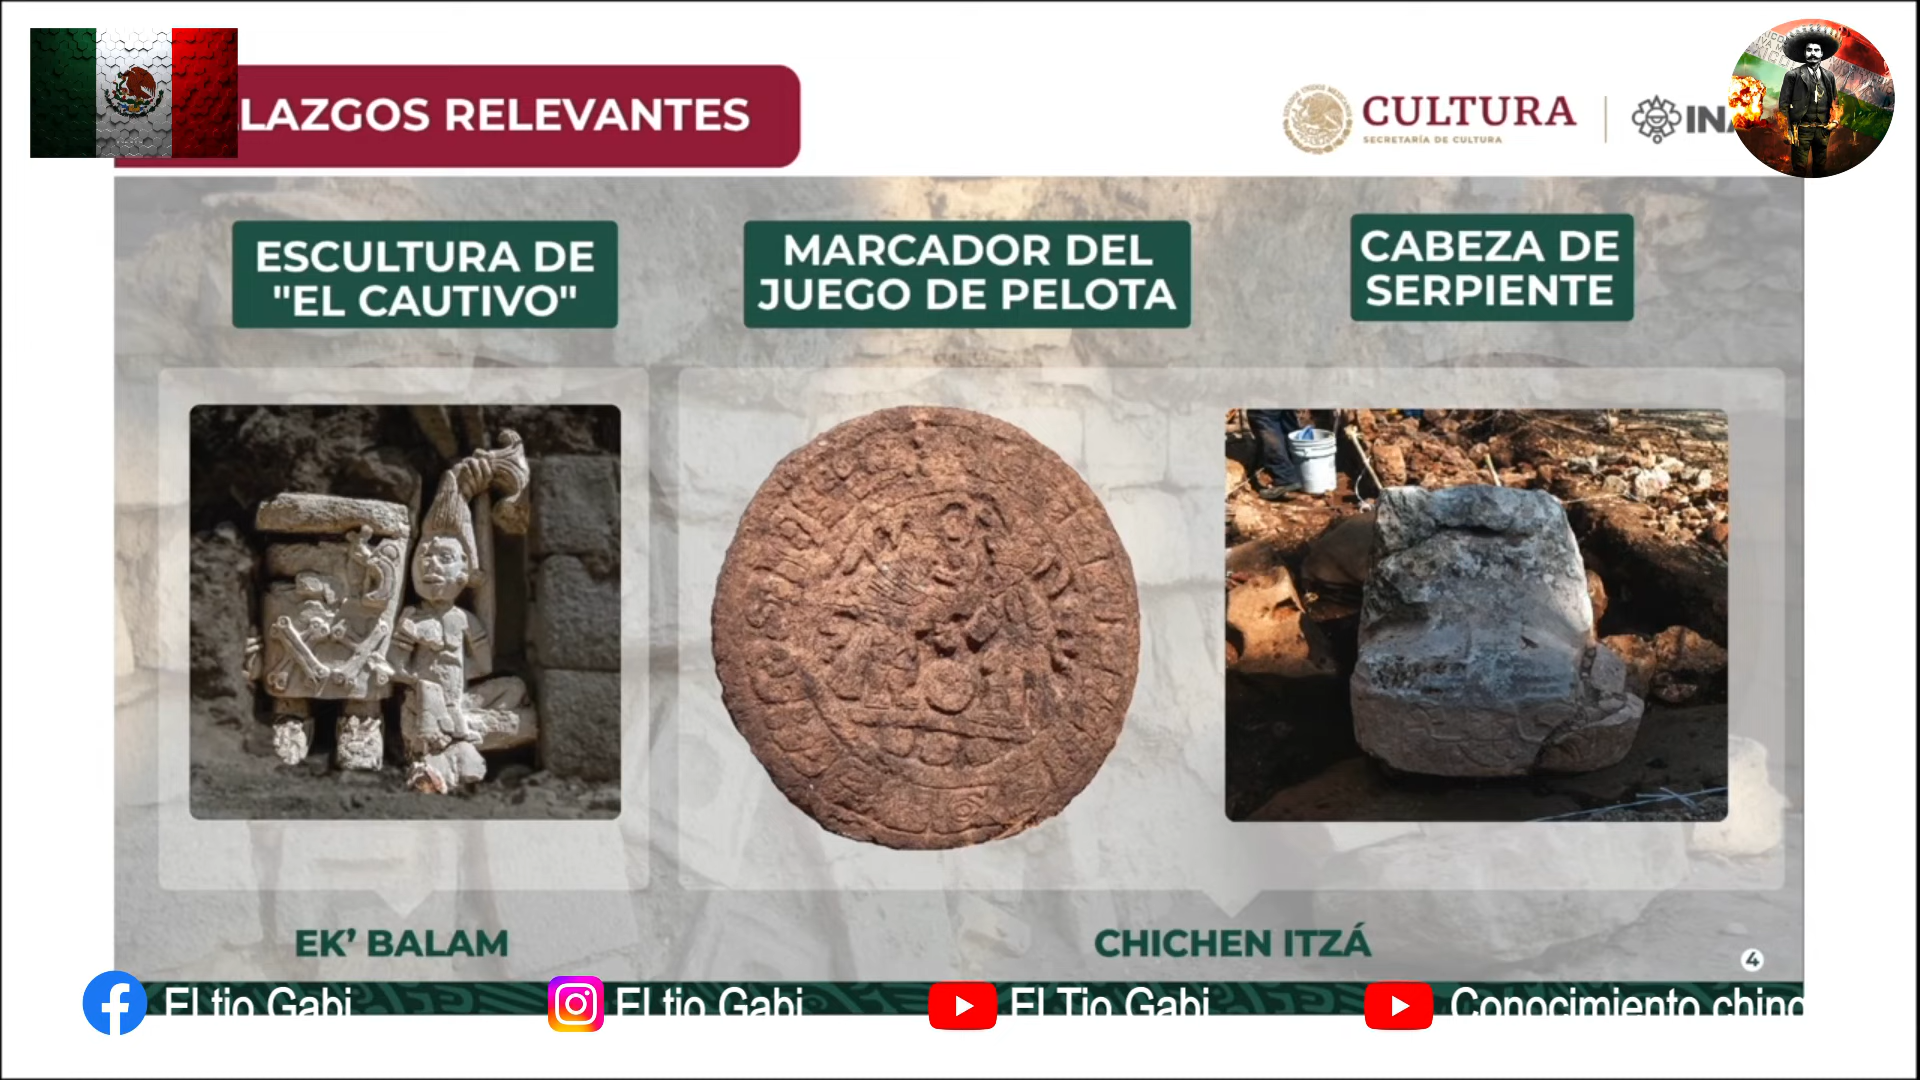 LAZGOS RELEVANTES
CULTURA
SECRETARÍA DE CULTURA
ESCULTURA DE
"EL CAUTIVO"
MARCADOR DEL
JUEGO DE PELOTA
CABEZA DE
SERPIENTE
EK' BALAM
CHICHEN ITZÁ
4
El tio Gabi
El tio Gabi
El Tio Gabi
Conocimiento ching